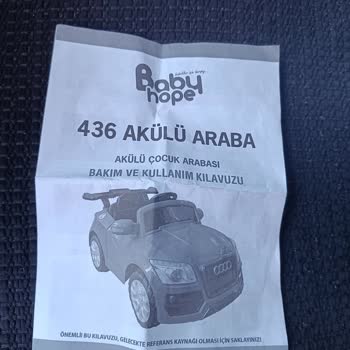 Baby
hope
436 AKÜLÜ ARABA
AKÜLÜ ÇOCUK ARABASI
BAKIM VE KULLANIM KILAVUZU
ÖNEMLİ! BU KILAVUZU, GELECEKTE REFERANS KAYNAĞI OLMASI İÇİN SAKLAYINIZ!